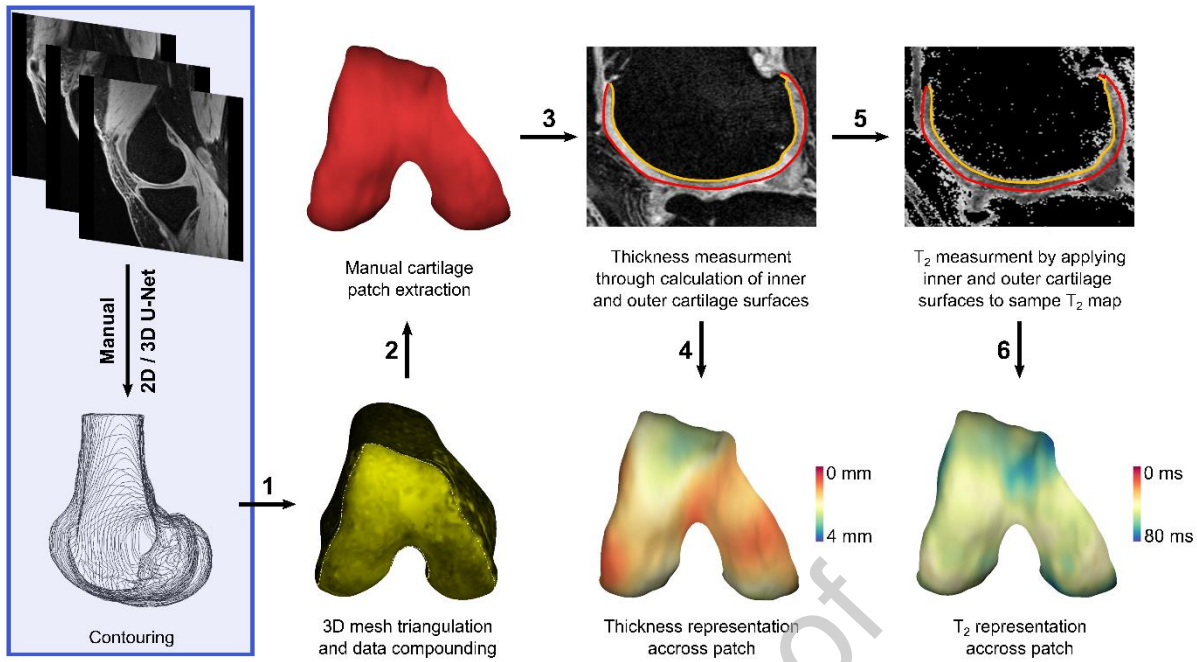 Manual
2D / 3D U-Net
Contouring
1
3D mesh triangulation
and data compounding
2
Manual cartilage
patch extraction
3
Thickness measurment
through calculation of inner
and outer cartilage surfaces
4
Thickness representation
accross patch
0 mm
4 mm
5
T₂ measurment by applying
inner and outer cartilage
surfaces to sampe T₂ map
6
T₂ representation
accross patch
0 ms
80 ms
of